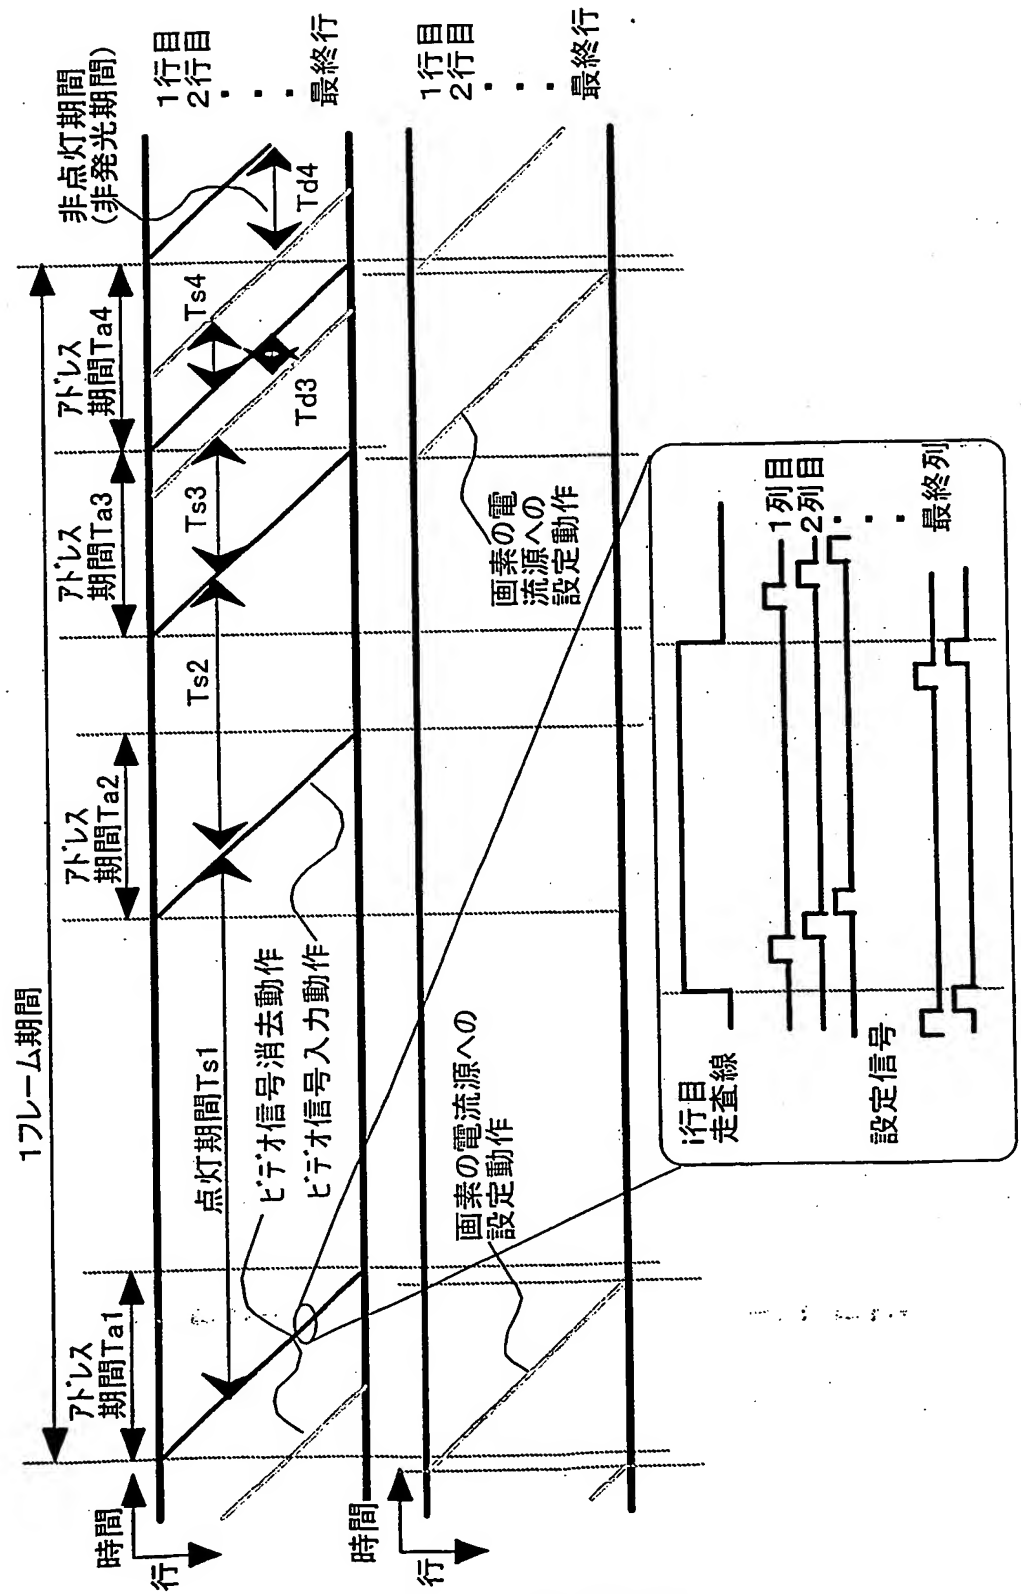 1フレーム期間
アドレス
期間Ta1
アドレス
期間Ta2
アドレス
期間Ta3
アドレス
期間Ta4
非点灯期間
(非発光期間)
時間
行
1行目
2行目
・
・
・
最終行
点灯期間Ts1
Ts2
Ts3
Ts4
Td3
Td4
ビデオ信号消去動作
ビデオ信号入力動作
時間
行
1行目
2行目
・
・
・
最終行
画素の電流源への
設定動作
画素の電
流源への
設定動作
i行目
走査線
設定信号
1列目
2列目
・
・
・
最終列